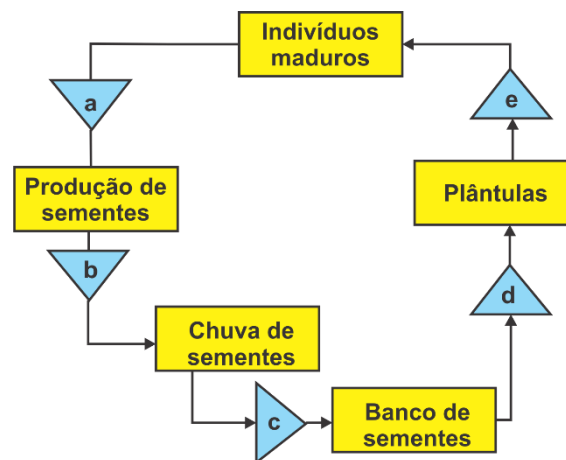 Indivíduos
maduros
a
e
Produção de
sementes
Plântulas
b
d
Chuva de
sementes
c
Banco de
sementes